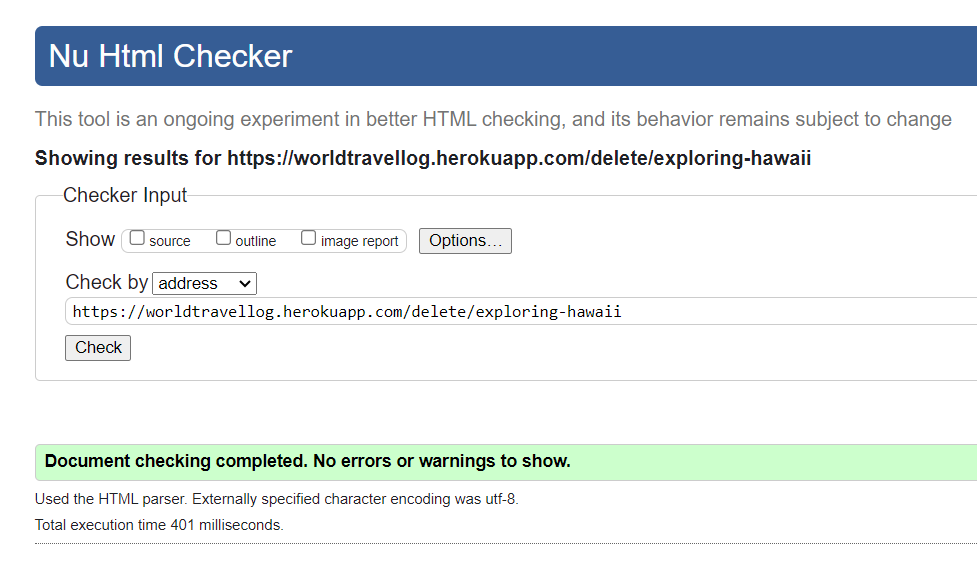 Nu Html Checker
This tool is an ongoing experiment in better HTML checking, and its behavior remains subject to change
Showing results for https://worldtravellog.herokuapp.com/delete/exploring-hawaii
Checker Input
Show source outline image report Options…
Check by address
https://worldtravellog.herokuapp.com/delete/exploring-hawaii
Check
Document checking completed. No errors or warnings to show.
Used the HTML parser. Externally specified character encoding was utf-8.
Total execution time 401 milliseconds.